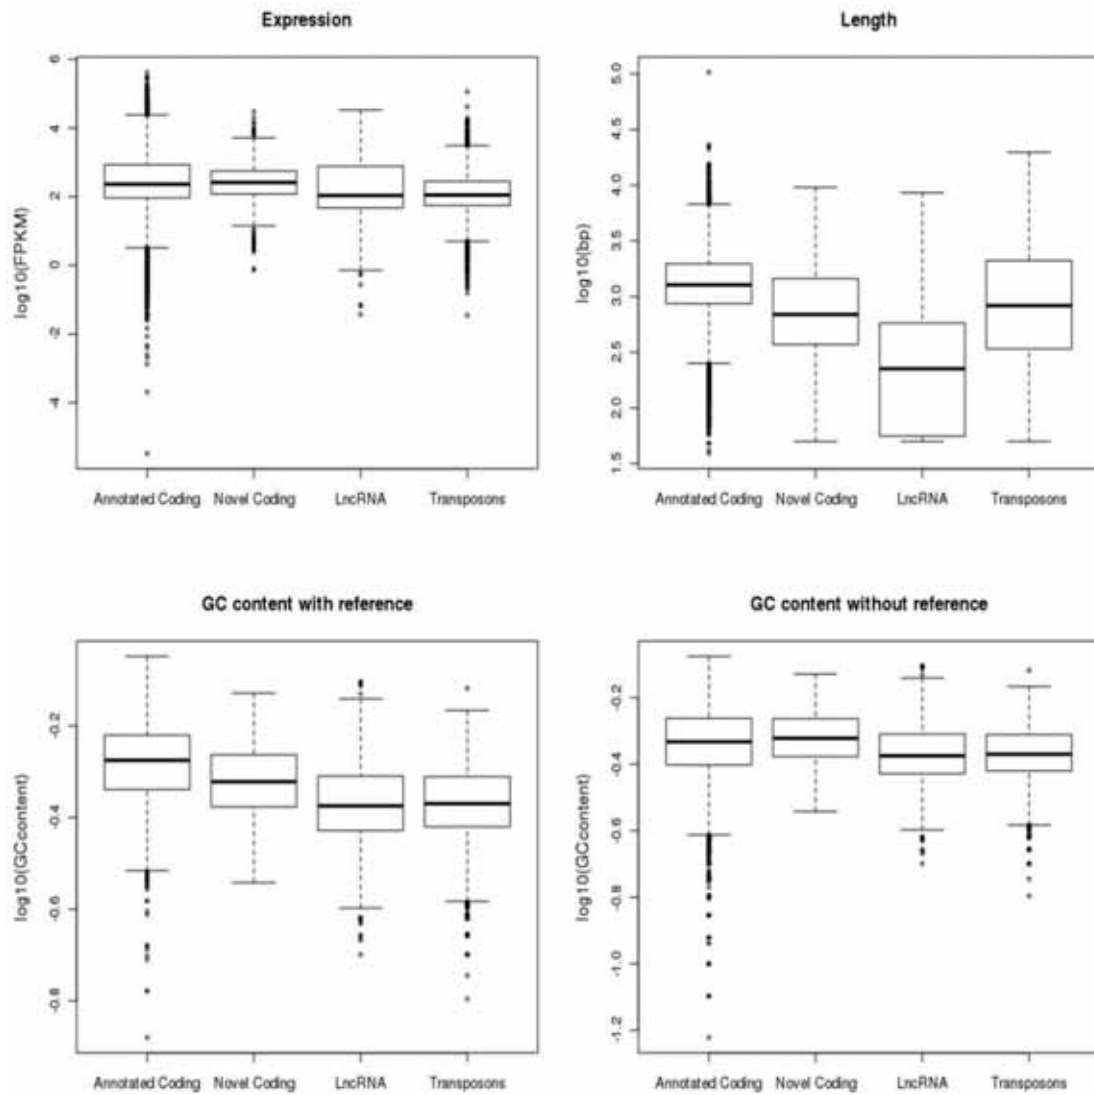 Expression
log10(FPKM)
6
4
2
0
-2
-4
Annotated Coding Novel Coding LncRNA Transposons
Length
log10(bp)
5.0
4.5
4.0
3.5
3.0
2.5
2.0
1.5
Annotated Coding Novel Coding LncRNA Transposons
GC content with reference
log10(GCcontent)
-0.2
-0.4
-0.6
-0.8
Annotated Coding Novel Coding LncRNA Transposons
GC content without reference
log10(GCcontent)
-0.2
-0.4
-0.6
-0.8
-1.0
-1.2
Annotated Coding Novel Coding LncRNA Transposons